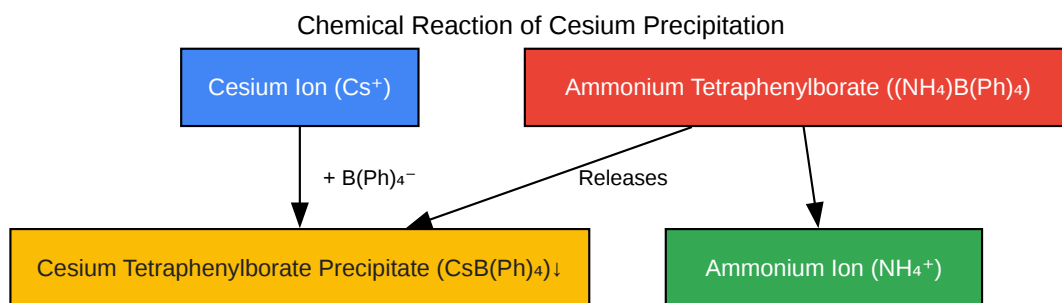 Chemical Reaction of Cesium Precipitation
Cesium Ion (Cs⁺)
Ammonium Tetraphenylborate ((NH₄)B(Ph)₄)
+ B(Ph)₄⁻
Releases
Cesium Tetraphenylborate Precipitate (CsB(Ph)₄)↓
Ammonium Ion (NH₄⁺)